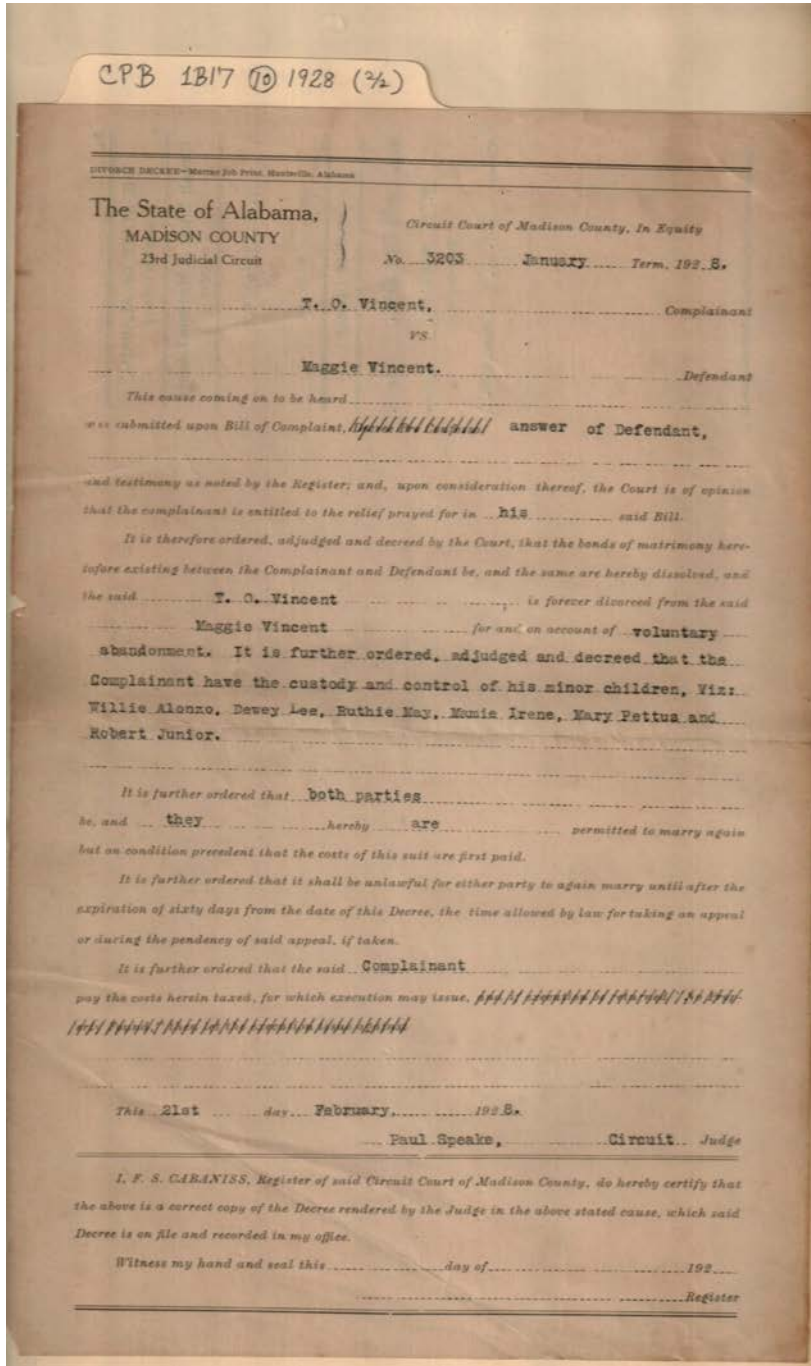 CPB 1B17 ⑩ 1928 (2/2)
DIVORCE DECREE—Mercury Job Print, Huntsville, Alabama
The State of Alabama,
MADISON COUNTY
23rd Judicial Circuit
Circuit Court of Madison County, In Equity
No. 3203 January Term, 192 8.
T. O. Vincent, Complainant
VS.
Maggie Vincent. Defendant
This cause coming on to be heard
was submitted upon Bill of Complaint, answer of Defendant,
and testimony as noted by the Register; and, upon consideration thereof, the Court is of opinion
that the complainant is entitled to the relief prayed for in his said Bill.
It is therefore ordered, adjudged and decreed by the Court, that the bonds of matrimony here-
tofore existing between the Complainant and Defendant be, and the same are hereby dissolved, and
the said T. O. Vincent, is forever divorced from the said
Maggie Vincent for and on account of voluntary
abandonment. It is further ordered, adjudged and decreed that the
Complainant have the custody and control of his minor children, Viz:
Willie Alonzo, Dewey Lee, Ruthie May, Mamie Irene, Mary Pettus and
Robert Junior.
It is further ordered that both parties
be, and they hereby are permitted to marry again
but on condition precedent that the costs of this suit are first paid.
It is further ordered that it shall be unlawful for either party to again marry until after the
expiration of sixty days from the date of this Decree, the time allowed by law for taking an appeal
or during the pendency of said appeal, if taken.
It is further ordered that the said Complainant
pay the costs herein taxed, for which execution may issue,
This 21st day February, 192 8.
Paul Speake, Circuit Judge
I, F. S. CABANISS, Register of said Circuit Court of Madison County, do hereby certify that
the above is a correct copy of the Decree rendered by the Judge in the above stated cause, which said
Decree is on file and recorded in my office.
Witness my hand and seal this day of 192
Register